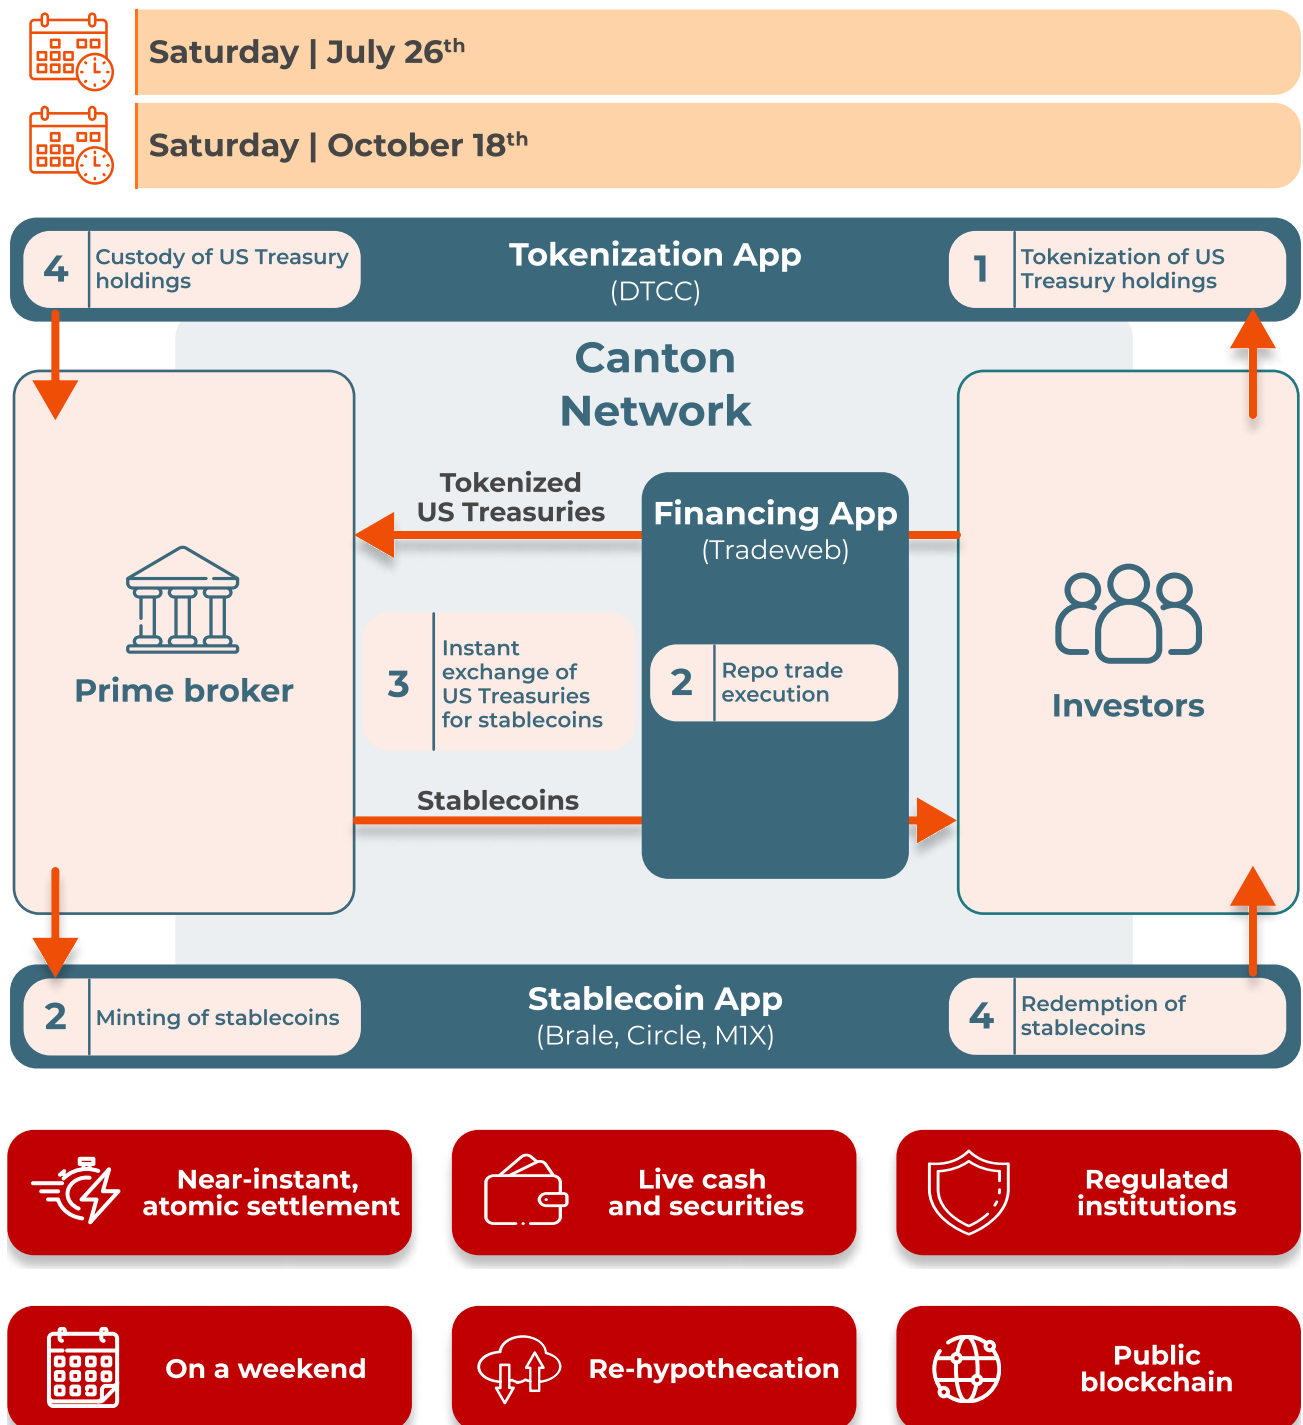 Saturday | July 26th
Saturday | October 18th
4
Custody of US Treasury
holdings
Tokenization App
(DTCC)
1
Tokenization of US
Treasury holdings
Canton
Network
Tokenized
US Treasuries
Financing App
(Tradeweb)
Prime broker
3
Instant
exchange of
US Treasuries
for stablecoins
2
Repo trade
execution
Investors
Stablecoins
2
Minting of stablecoins
Stablecoin App
(Brale, Circle, M1X)
4
Redemption of
stablecoins
Near-instant,
atomic settlement
Live cash
and securities
Regulated
institutions
On a weekend
Re-hypothecation
Public
blockchain